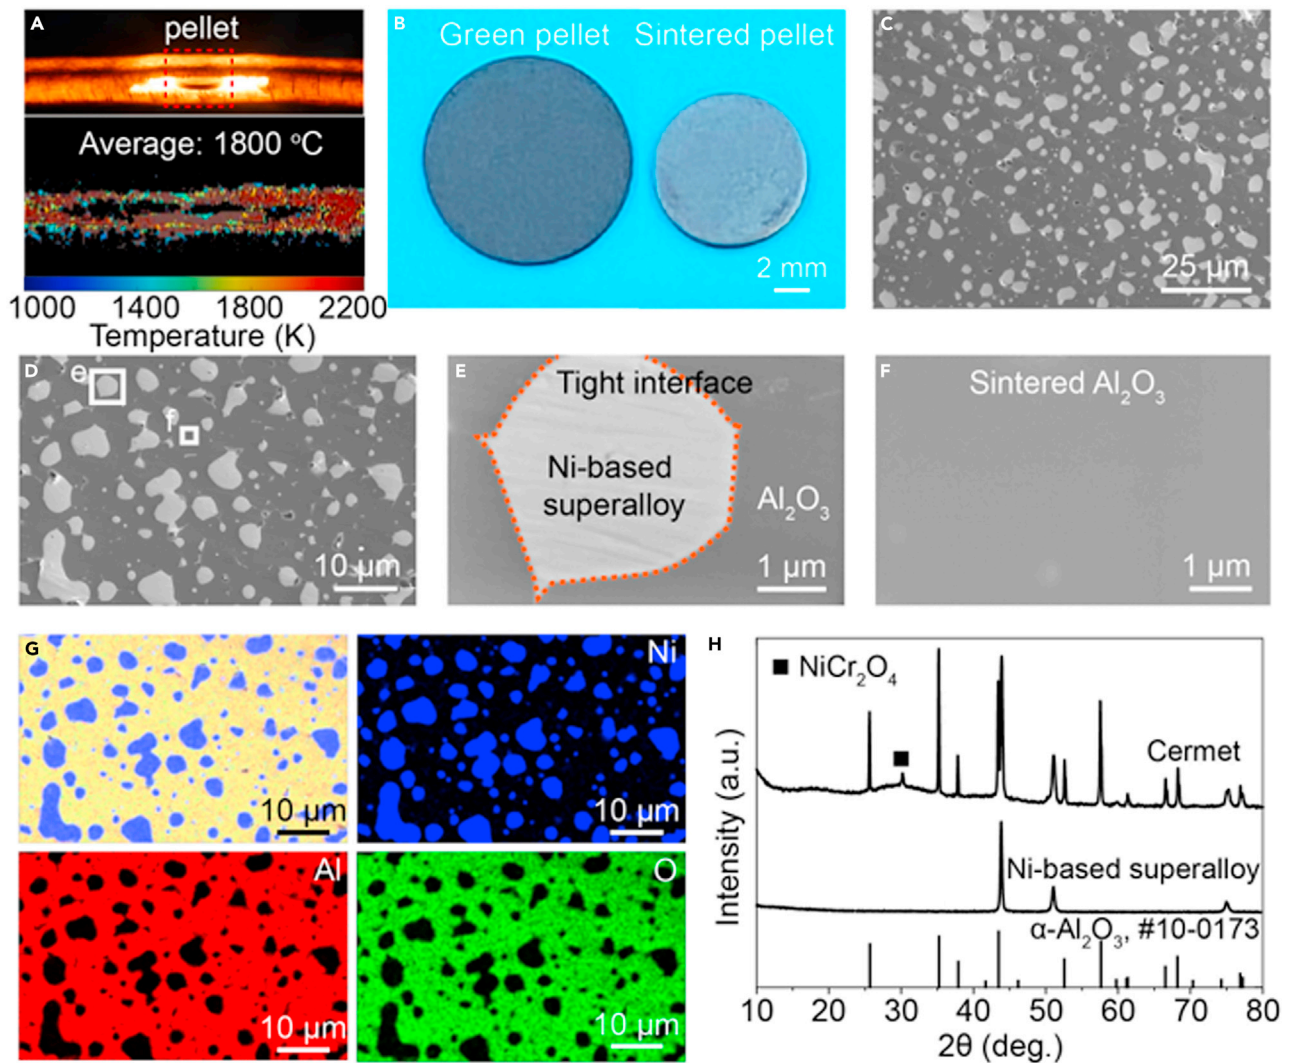 A
pellet
Average: 1800 °C
1000 1400 1800 2200
Temperature (K)
B
Green pellet
Sintered pellet
2 mm
C
25 µm
D
e
f
10 µm
E
Tight interface
Ni-based
superalloy
Al₂O₃
1 µm
F
Sintered Al₂O₃
1 µm
G
10 µm
Ni
10 µm
Al
10 µm
O
10 µm
H
■ NiCr₂O₄
■
Cermet
Ni-based superalloy
α-Al₂O₃, #10-0173
Intensity (a.u.)
10 20 30 40 50 60 70 80
2θ (deg.)